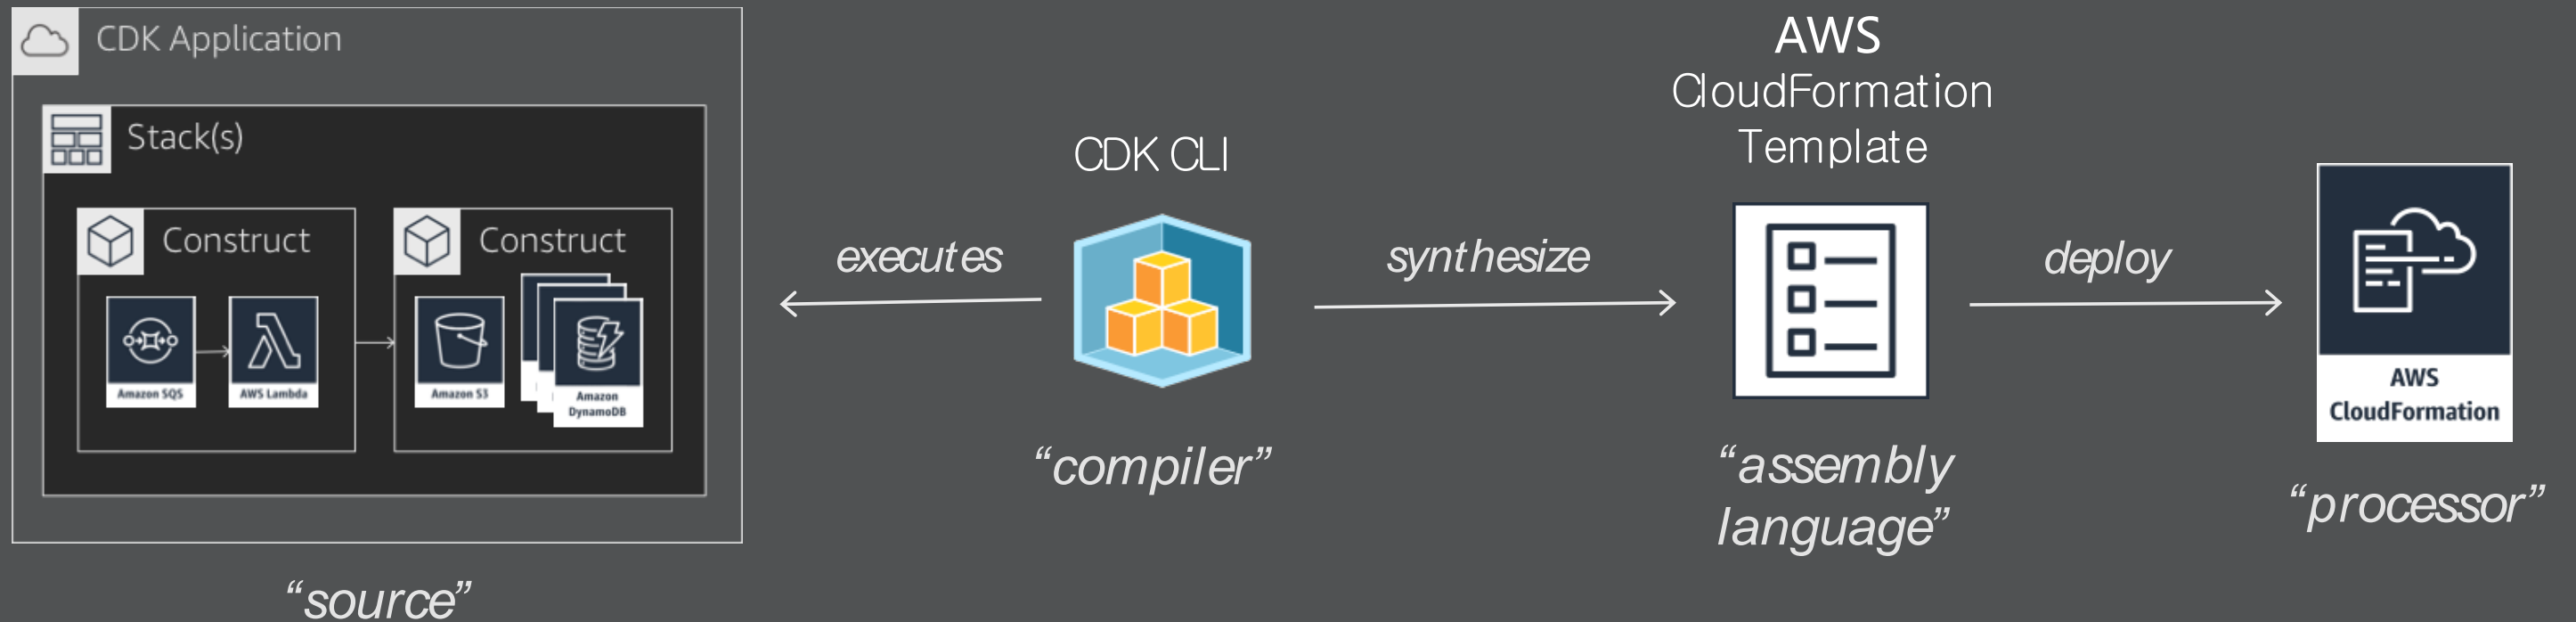 CDK Application
Stack(s)
Construct
Amazon SQS
AWS Lambda
Construct
Amazon S3
Amazon
DynamoDB
“source”
executes
CDK CLI
“compiler”
synthesize
AWS
CloudFormation
Template
“assembly
language”
deploy
AWS
CloudFormation
“processor”